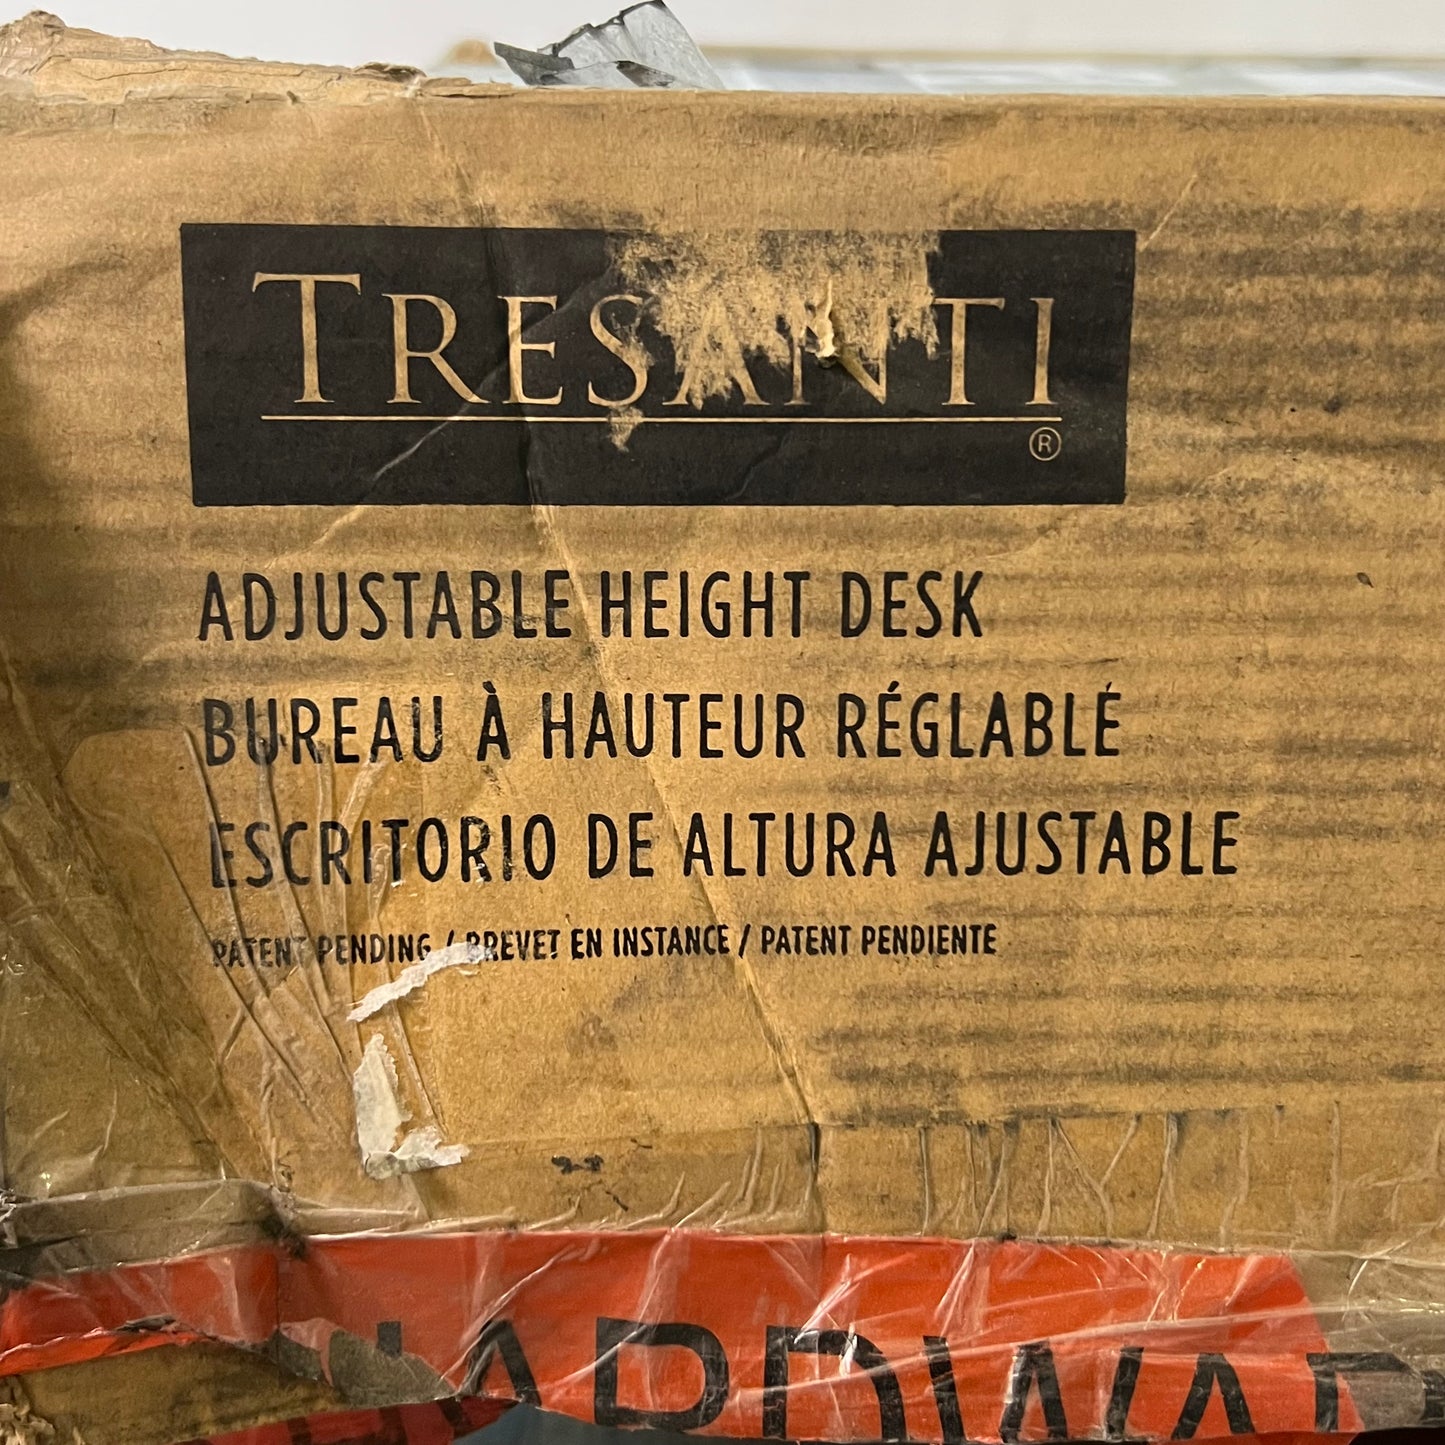 TRESANTI
®
ADJUSTABLE HEIGHT DESK
BUREAU À HAUTEUR RÉGLABLÉ
ESCRITORIO DE ALTURA AJUSTABLE
PATENT PENDING / BREVET EN INSTANCE / PATENT PENDIENTE